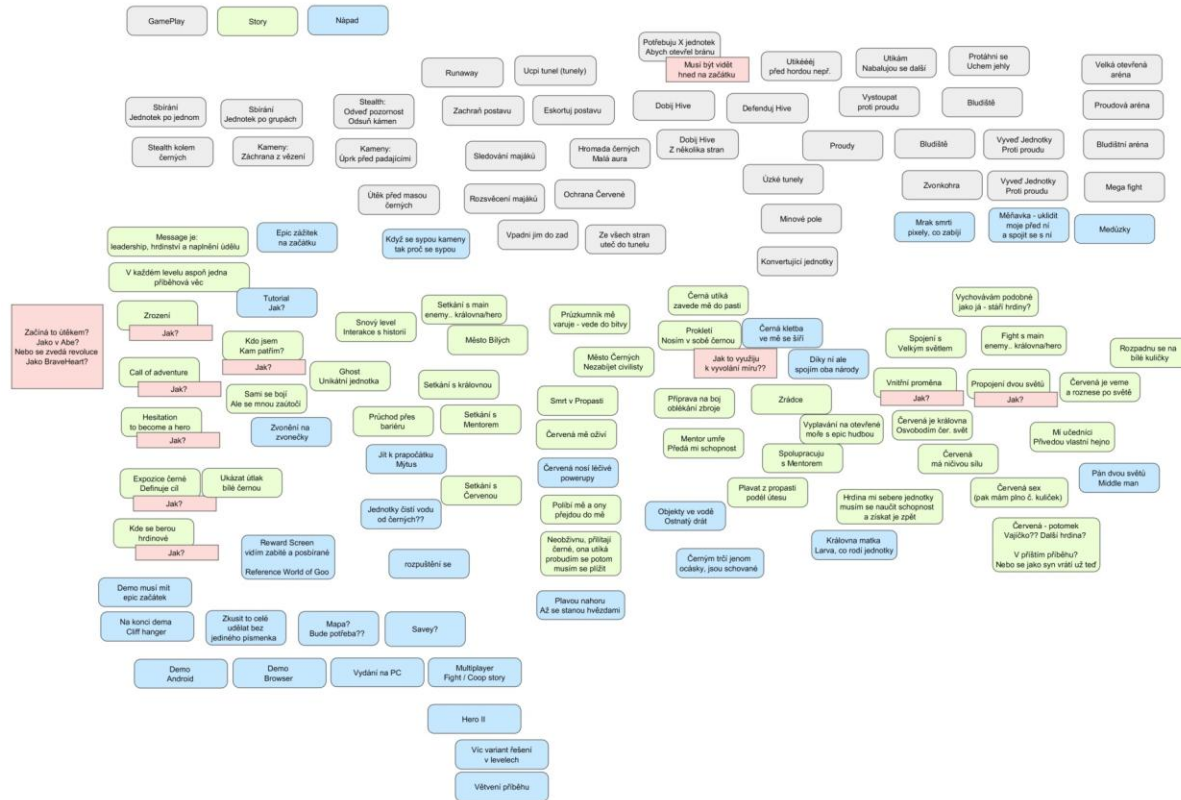 GamePlay
Story
Nápad
Potřebuju X jednotek
Abych otevřel bránu
Musí být vidět
hned na začátku
Utikéééj
před hordou nepř.
Utíkám
Nabalujou se další
Protáhni se
Uchem jehly
Velká otevřená
aréna
Runaway
Ucpi tunel (tunely)
Sbírání
Jednotek po jednom
Sbírání
Jednotek po grupách
Stealth:
Odveď pozornost
Odsuň kámen
Zachraň postavu
Eskortuj postavu
Dobij Hive
Defenduj Hive
Vystoupat
proti proudu
Bludiště
Proudová aréna
Stealth kolem
černých
Kameny:
Záchrana z vězení
Kameny:
Úprk před padajícími
Sledování majáků
Hromada černých
Malá aura
Dobij Hive
Z několika stran
Proudy
Bludiště
Vyveď Jednotky
Proti proudu
Bludištní aréna
Útěk před masou
černých
Rozsvěcení majáků
Ochrana Červené
Úzké tunely
Zvonkohra
Vyveď Jednotky
Proti proudu
Mega fight
Vpadni jim do zad
Ze všech stran
uteč do tunelu
Minové pole
Mrak smrti
pixely, co zabíjí
Měňavka - uklidit
moje před ní
a spojit se s ní
Medúzky
Konvertující jednotky
Message je:
leadership, hrdinství a naplnění údělu
Epic zážitek
na začátku
Když se sypou kameny
tak proč se sypou
V každém levelu aspoň jedna
příběhová věc
Tutorial
Jak?
Začíná to útěkem?
Jako v Abe?
Nebo se zvedá revoluce
Jako BraveHeart?
Zrození
Jak?
Kdo jsem
Kam patřím?
Jak?
Snový level
Interakce s historií
Setkání s main
enemy.. královna/hero
Město Bílých
Průzkumník mě
varuje - vede do bitvy
Černá utíká
zavede mě do pasti
Prokletí
Nosím v sobě černou
Jak to využiju
k vyvolání míru??
Černá kletba
ve mě se šíří
Díky ní ale
spojím oba národy
Vychovávám podobné
jako já - stáří hrdiny?
Spojení s
Velkým světlem
Fight s main
enemy.. královna/hero
Rozpadnu se na
bílé kuličky
Call of adventure
Jak?
Sami se bojí
Ale se mnou zaútočí
Ghost
Unikátní jednotka
Setkání s královnou
Město Černých
Nezabíjet civilisty
Vnitřní proměna
Jak?
Propojení dvou světů
Jak?
Červená je veme
a roznese po světě
Hesitation
to become a hero
Jak?
Zvonění na
zvonečky
Průchod přes
bariéru
Setkání s
Mentorem
Smrt v Propasti
Příprava na boj
oblékání zbroje
Zrádce
Vyplavání na otevřené
moře s epic hudbou
Červená je královna
Osvobodím čer. svět
Červená mě oživí
Mentor umře
Předá mi schopnost
Spolupracuju
s Mentorem
Červená
má ničivou sílu
Mi učedníci
Přivedou vlastní hejno
Jít k prapočátku
Mýtus
Expozice černé
Definuje cíl
Jak?
Ukázat útlak
bílé černou
Setkání s
Červenou
Červená nosí léčivé
powerupy
Plavat z propasti
podél útesu
Hrdina mi sebere jednotky
musím se naučit schopnost
a získat je zpět
Červená sex
(pak mám plno č. kuliček)
Pán dvou světů
Middle man
Kde se berou
hrdinové
Jak?
Jednotky čistí vodu
od černých??
Políbí mě a ony
přejdou do mě
Objekty ve vodě
Ostnatý drát
Reward Screen
vidím zabité a posbírané
Reference World of Goo
rozpuštění se
Neobživnu, přilítají
černé, ona utíká
probudím se potom
musím se plížit
Černým trčí jenom
ocásky, jsou schované
Královna matka
Larva, co rodí jednotky
Červená - potomek
Vajíčko?? Další hrdina?
V příštím příběhu?
Nebo se jako syn vrátí už teď
Demo musí mít
epic začátek
Plavou nahoru
Až se stanou hvězdami
Na konci dema
Cliff hanger
Zkusit to celé
udělat bez
jediného písmenka
Mapa?
Bude potřeba??
Savey?
Demo
Android
Demo
Browser
Vydání na PC
Multiplayer
Fight / Coop story
Hero II
Víc variant řešení
v levelech
Větvení příběhu